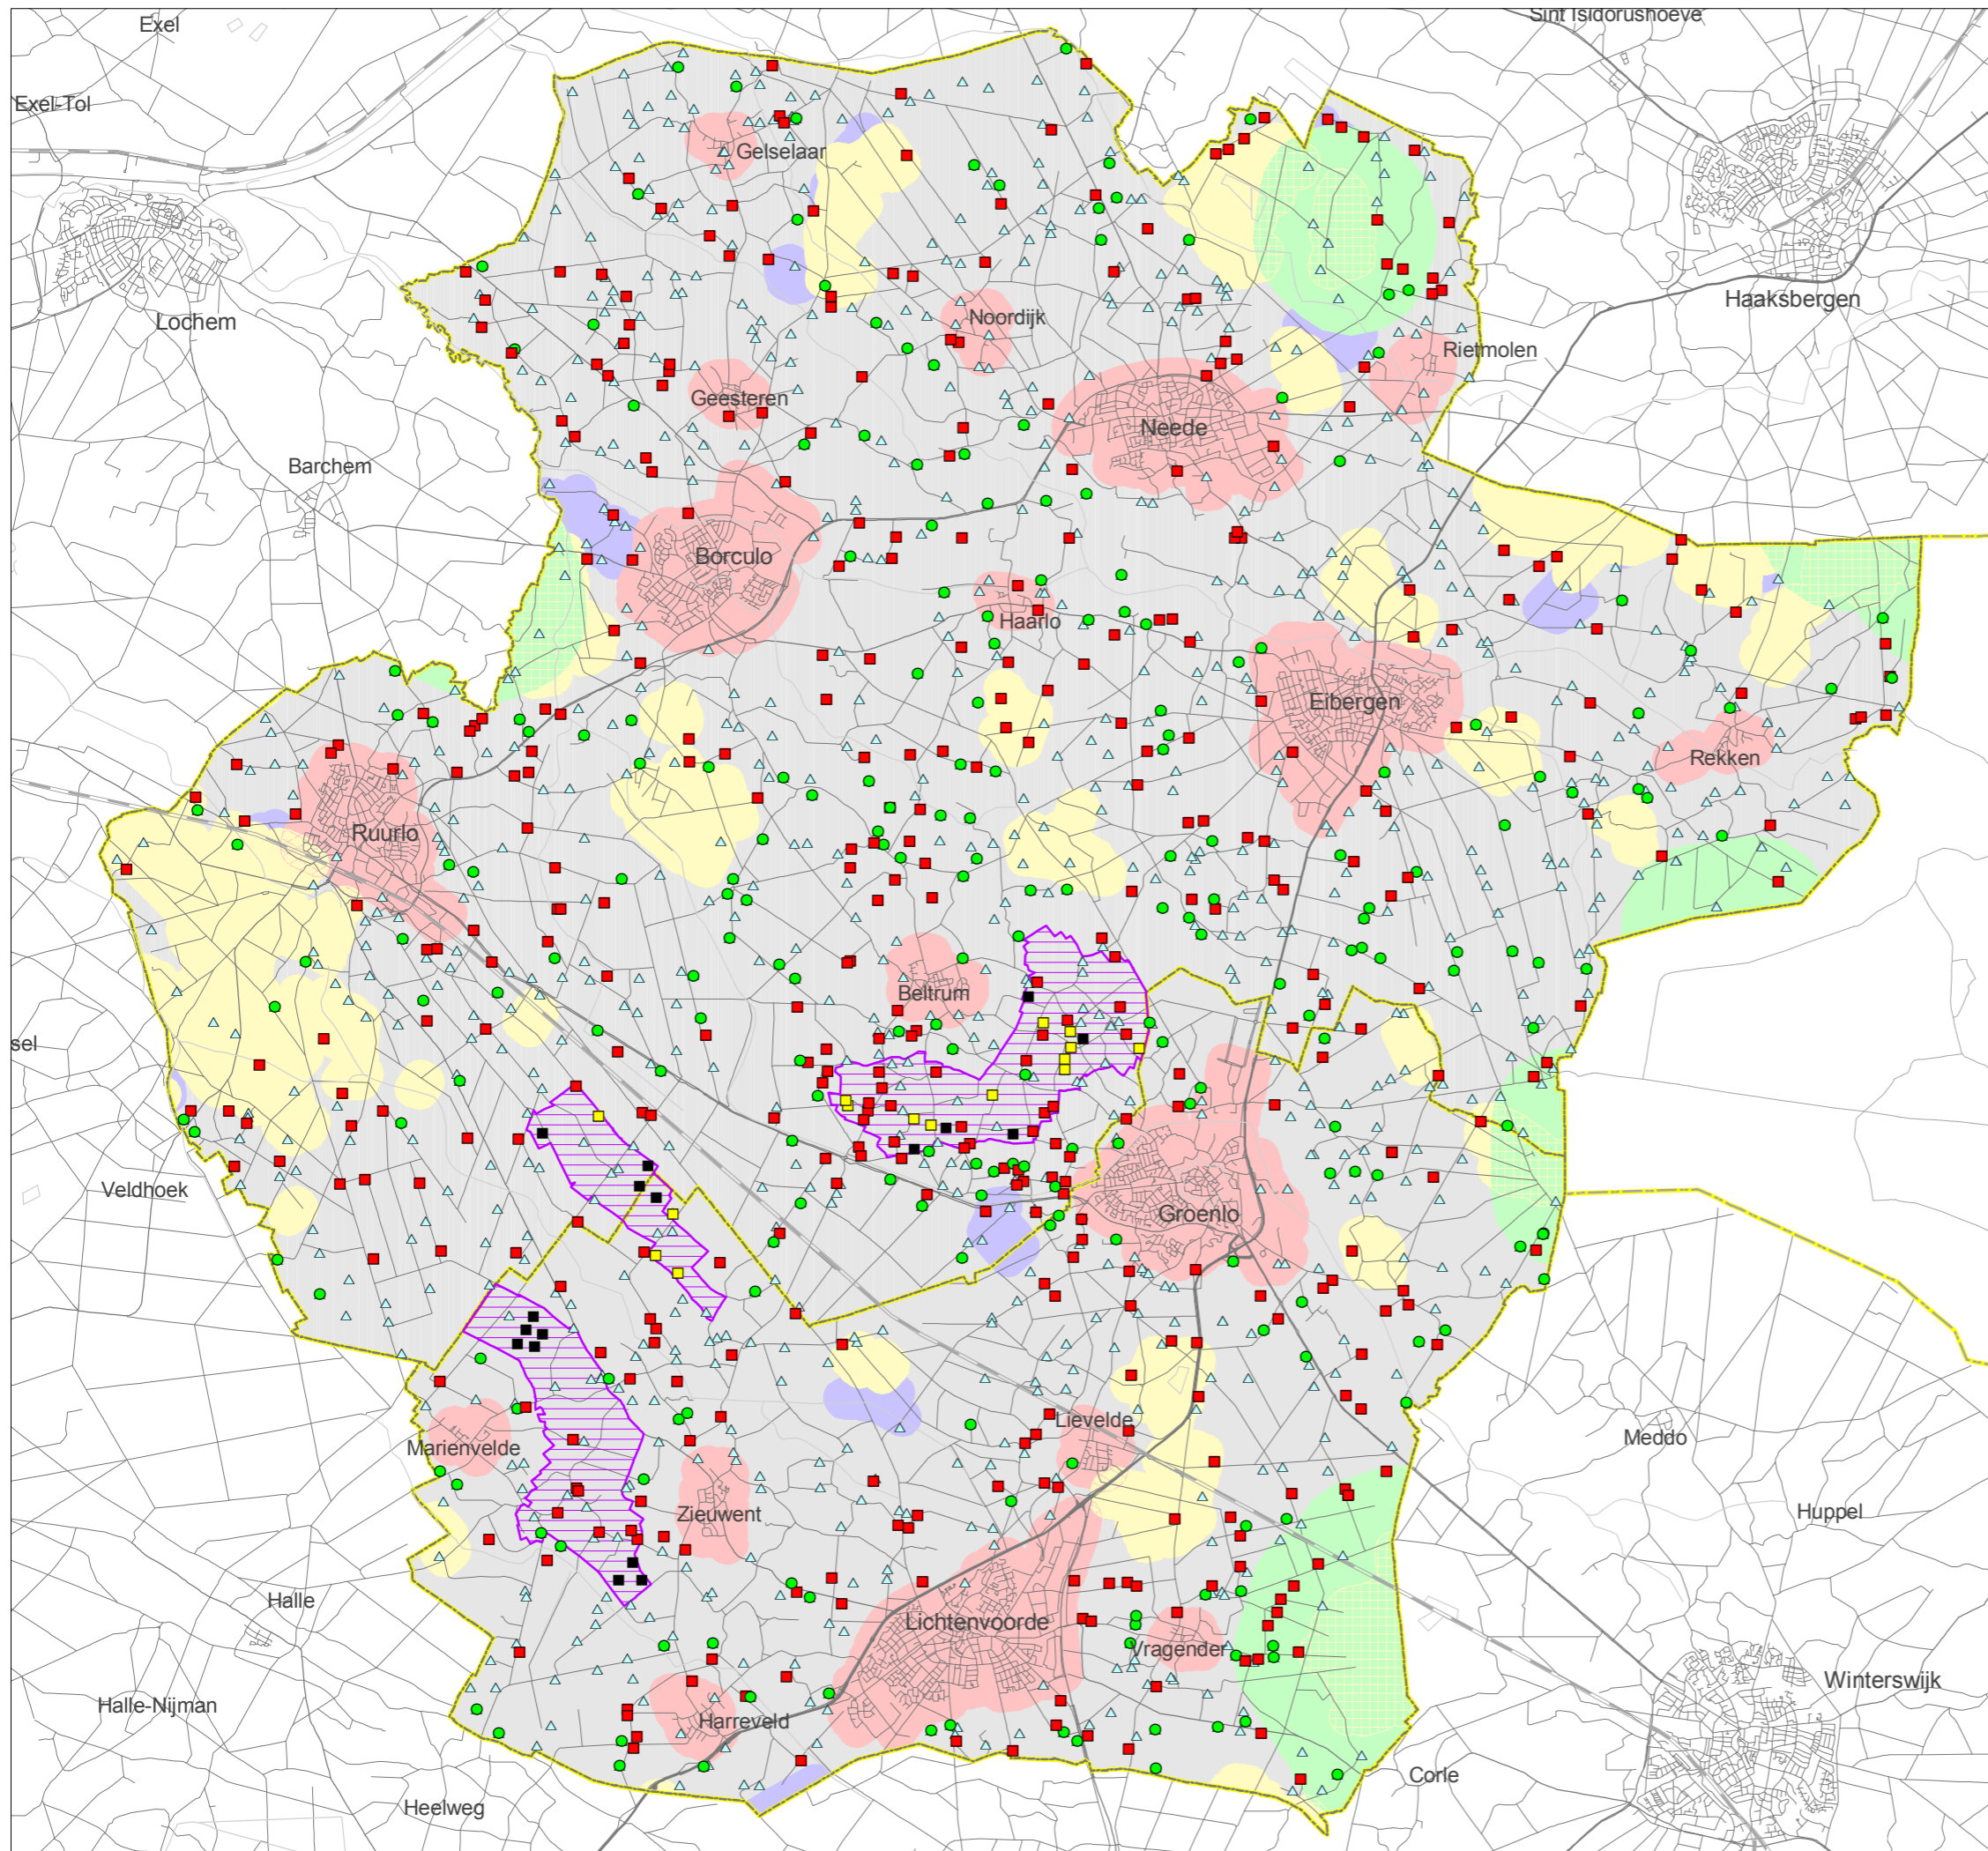 Exel
Sint Isidorushoeve
Exel-Tol
Gelselaar
Lochem
Haaksbergen
Noordijk
Rietmolen
Geesteren
Neede
Barchem
Borculo
Haarlo
Eibergen
Rekken
Ruurlo
Beltrum
sel
Veldhoek
Groenlo
Lievelde
Marienvelde
Meddo
Zieuwent
Huppel
Halle
Lichtenvoorde
Vragender
Winterswijk
Halle-Nijman
Harreveld
Corle
Heelweg